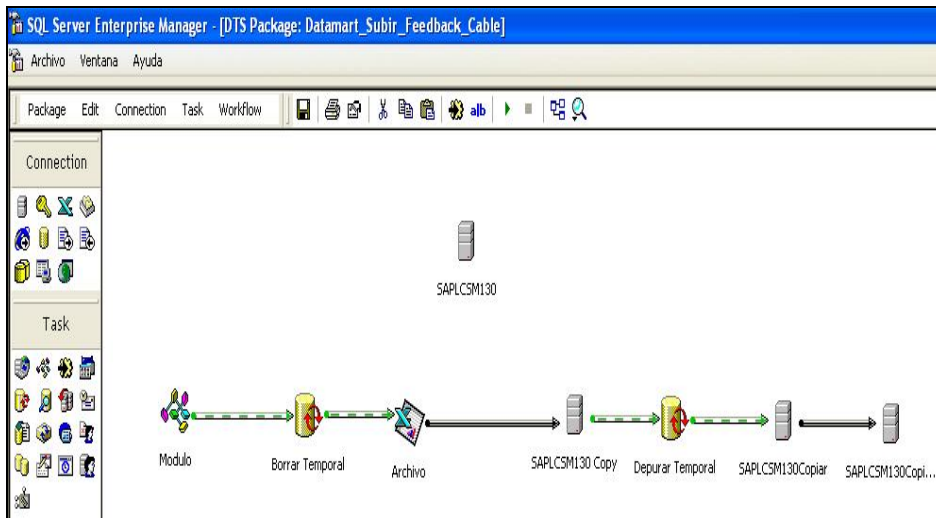 SQL Server Enterprise Manager - [DTS Package: Datamart_Subir_Feedback_Cable]
Archivo Ventana Ayuda
Package Edit Connection Task Workflow a|b
Connection
SAPLCSM130
Task
Modulo
Borrar Temporal
Archivo
SAPLCSM130 Copy
Depurar Temporal
SAPLCSM130Copiar
SAPLCSM130Copi...